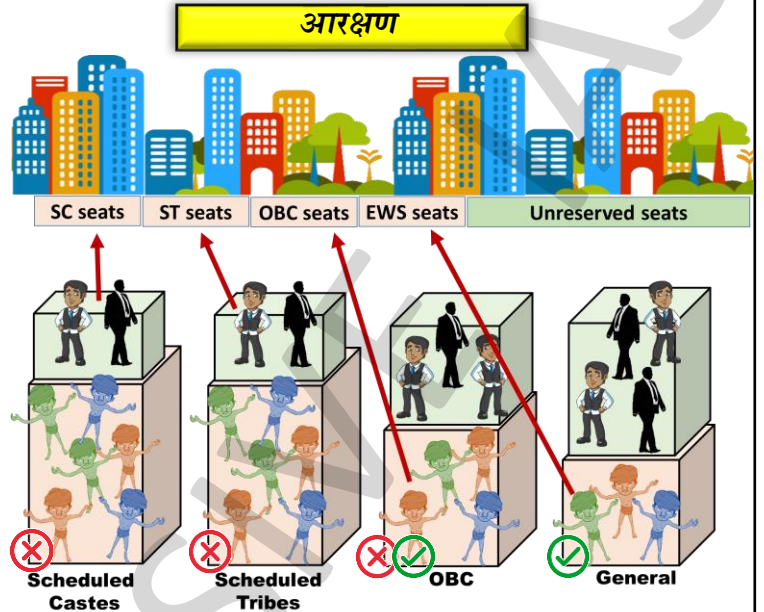 आरक्षण
SC seats
ST seats
OBC seats
EWS seats
Unreserved seats
Scheduled
Castes
Scheduled
Tribes
OBC
General